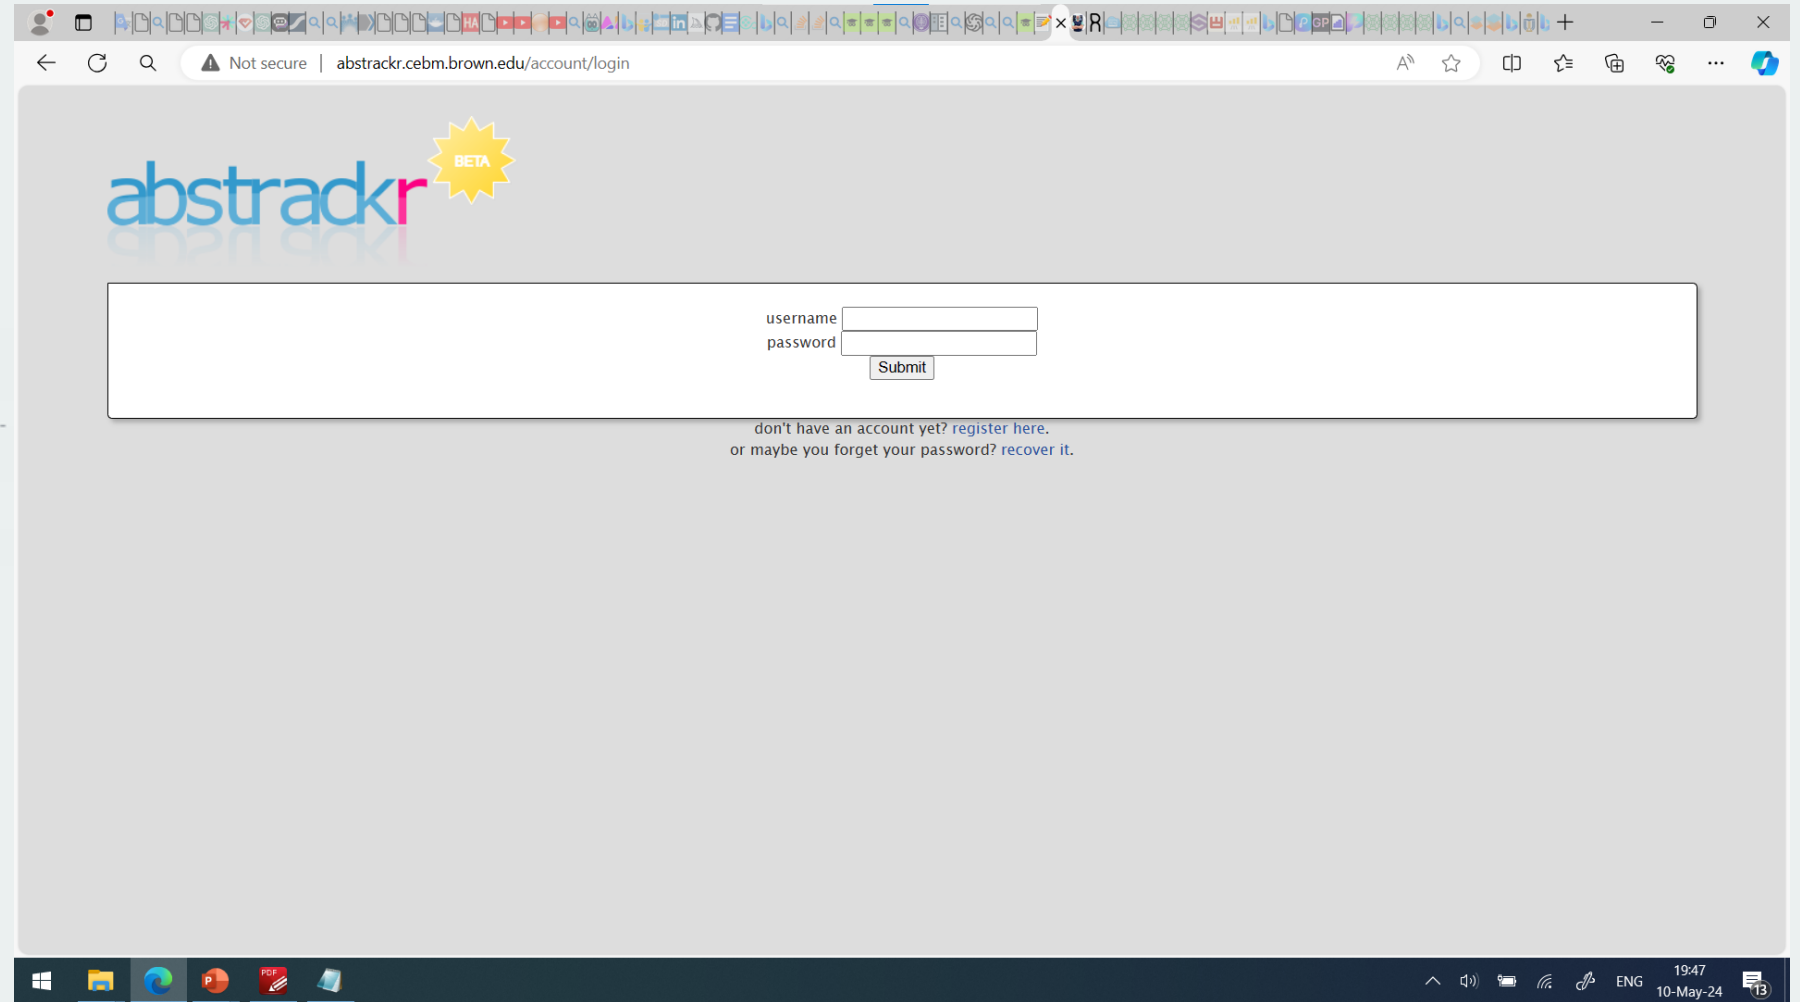 Not secure | abstrackr.cebm.brown.edu/account/login
abstrackr BETA
username
password
Submit
don't have an account yet? register here.
or maybe you forget your password? recover it.
ENG
19:47
10-May-24
13